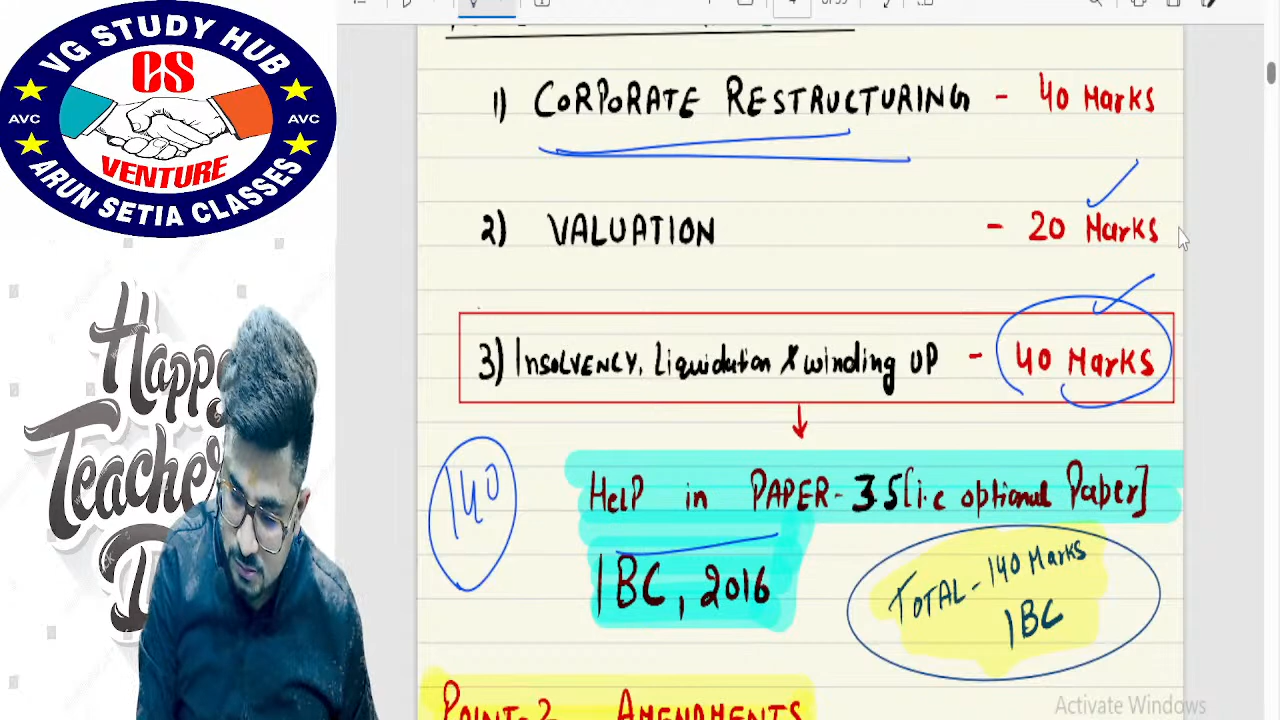 VG STUDY HUB
CS
AVC
AVC
VENTURE
ARUN SETIA CLASSES
Happy
Teacher
D
1) CORPORATE RESTRUCTURING - 40 Marks
2) VALUATION - 20 Marks
3) INSOLVENCY, Liquidation & winding UP - 40 Marks
140
HELP in PAPER - 3.5 [i.e optional Paper]
IBC, 2016
TOTAL - 140 Marks
IBC
POINT-2 AMENDMENTS
Activate Windows